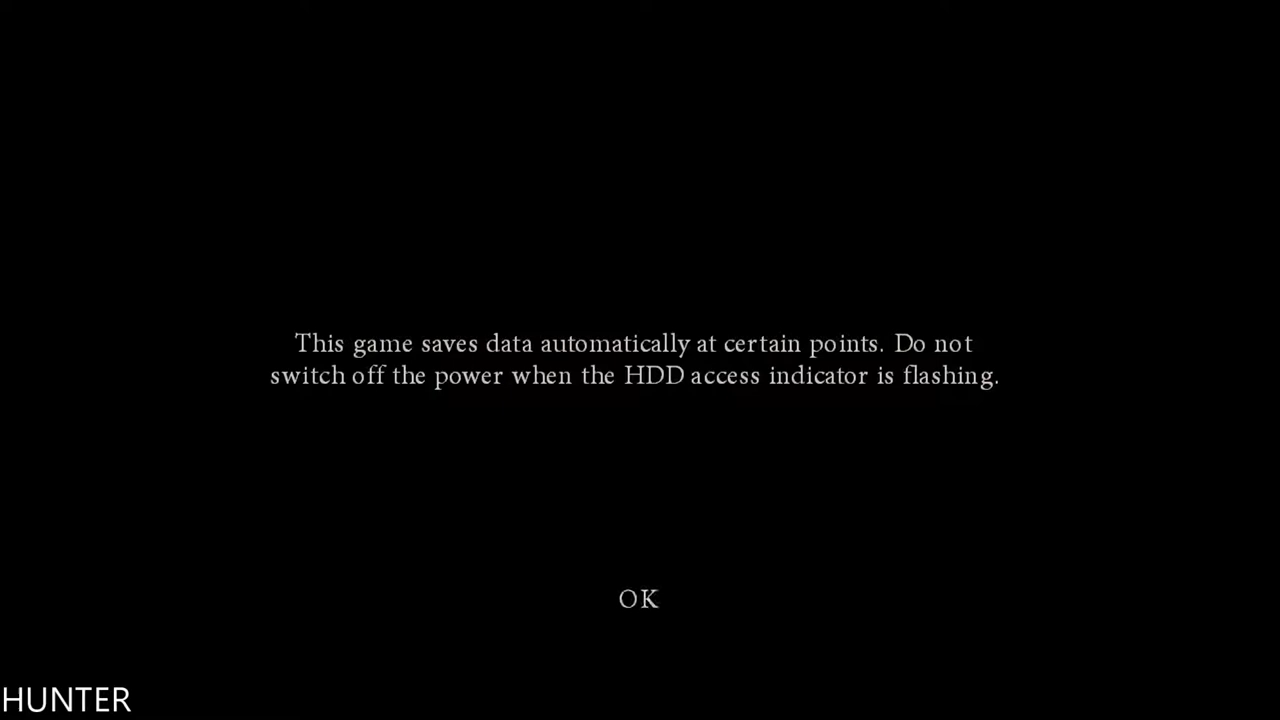 This game saves data automatically at certain points. Do not
switch off the power when the HDD access indicator is flashing.
OK
HUNTER